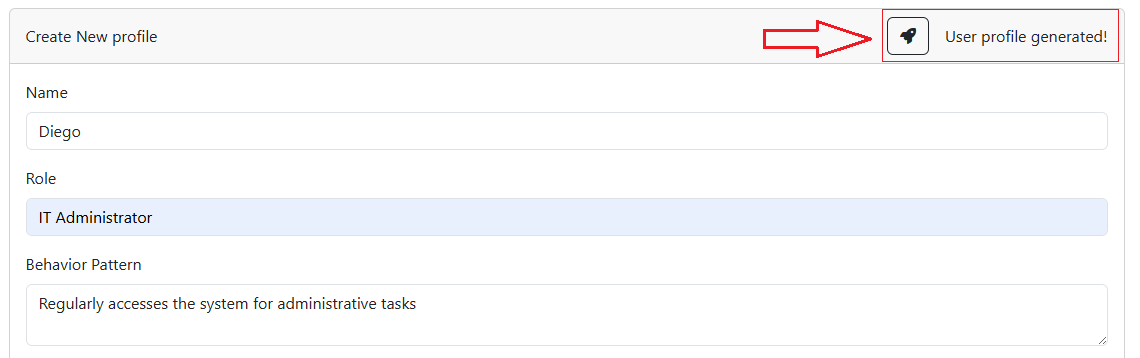 Create New profile
User profile generated!
Name
Diego
Role
IT Administrator
Behavior Pattern
Regularly accesses the system for administrative tasks